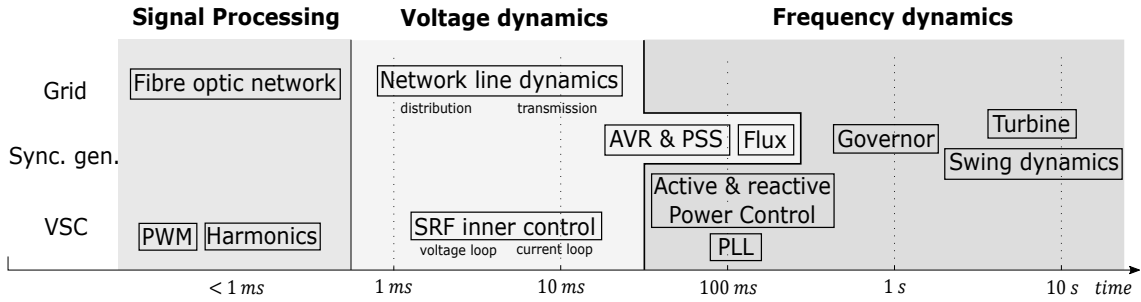 Signal Processing Voltage dynamics Frequency dynamics
Grid Fibre optic network Network line dynamics
distribution transmission
Turbine
AVR & PSS Flux Governor
Sync. gen. Swing dynamics
Active & reactive
Power Control
VSC PWM Harmonics SRF inner control
voltage loop current loop PLL
< 1 ms 1 ms 10 ms 100 ms 1 s 10 s time